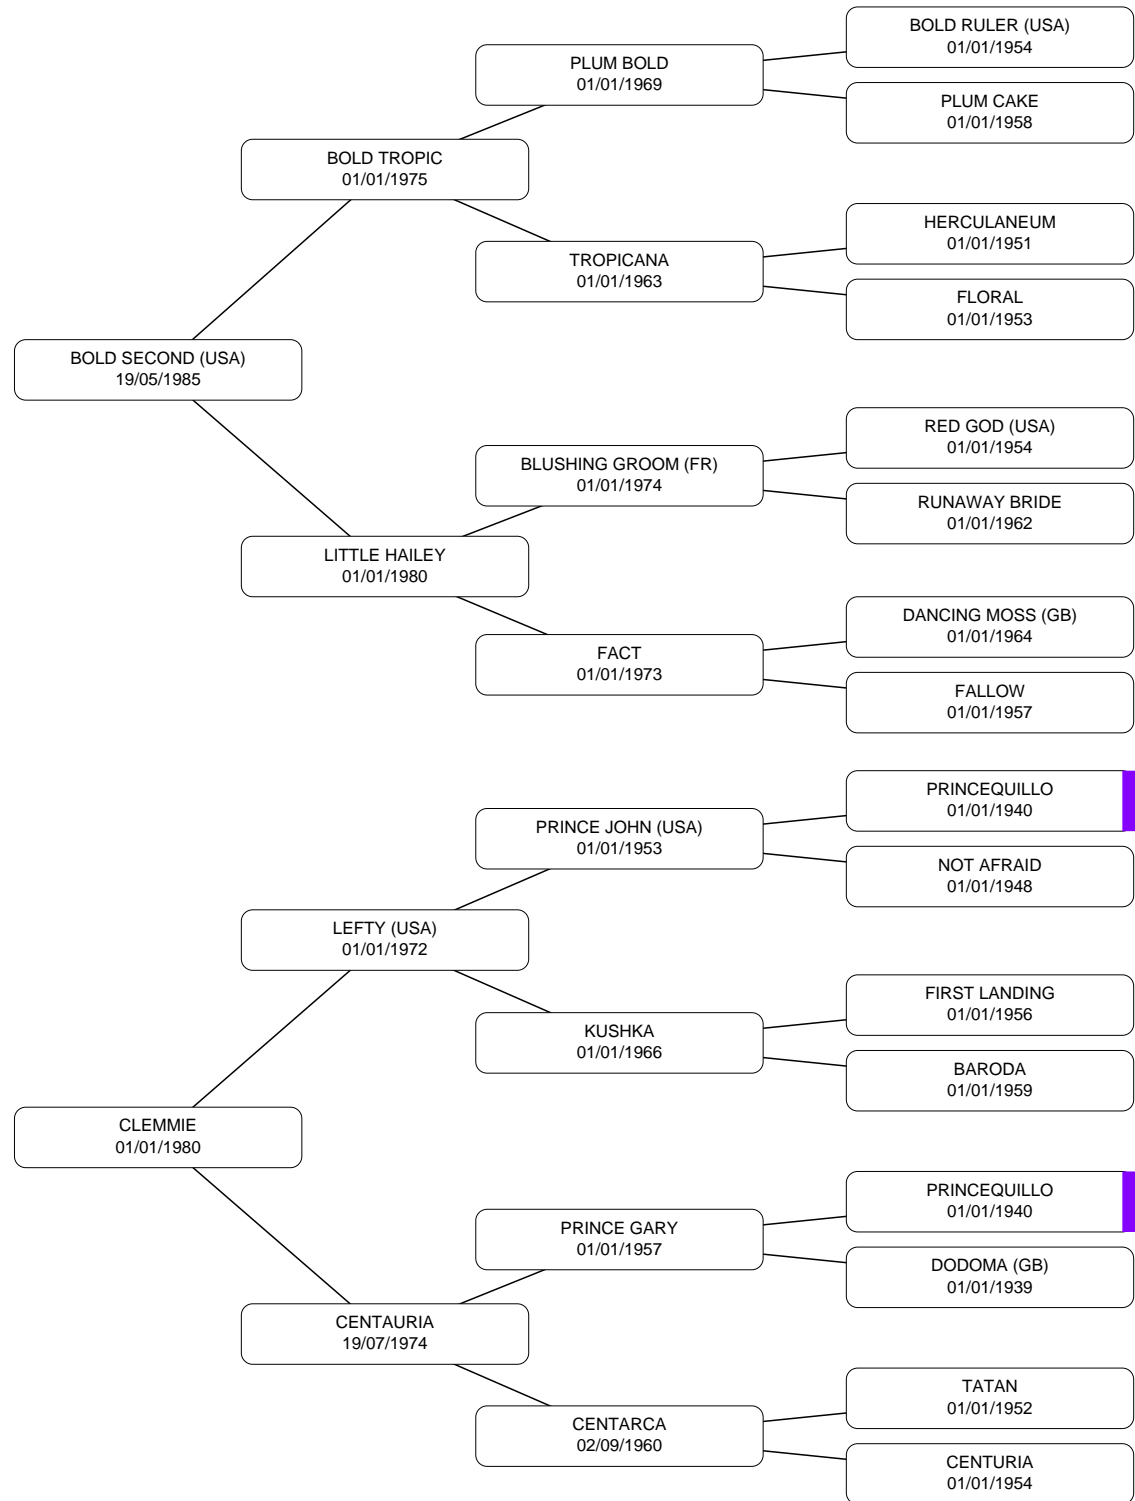 BOLD RULER (USA)
01/01/1954
PLUM BOLD
01/01/1969
PLUM CAKE
01/01/1958
BOLD TROPIC
01/01/1975
HERCULANEUM
01/01/1951
TROPICANA
01/01/1963
FLORAL
01/01/1953
BOLD SECOND (USA)
19/05/1985
RED GOD (USA)
01/01/1954
BLUSHING GROOM (FR)
01/01/1974
RUNAWAY BRIDE
01/01/1962
LITTLE HAILEY
01/01/1980
DANCING MOSS (GB)
01/01/1964
FACT
01/01/1973
FALLOW
01/01/1957
PRINCEQUILLO
01/01/1940
PRINCE JOHN (USA)
01/01/1953
NOT AFRAID
01/01/1948
LEFTY (USA)
01/01/1972
FIRST LANDING
01/01/1956
KUSHKA
01/01/1966
BARODA
01/01/1959
CLEMMIE
01/01/1980
PRINCEQUILLO
01/01/1940
PRINCE GARY
01/01/1957
DODOMA (GB)
01/01/1939
CENTAURIA
19/07/1974
TATAN
01/01/1952
CENTARCA
02/09/1960
CENTURIA
01/01/1954